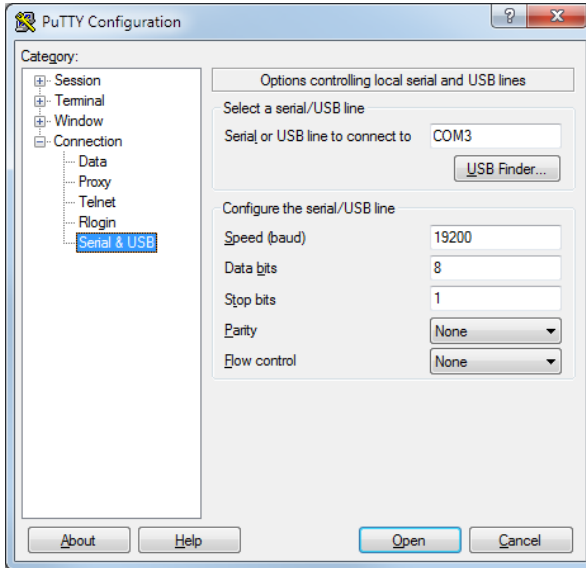 PuTTY Configuration
Category:
Session
Terminal
Window
Connection
Data
Proxy
Telnet
Rlogin
Serial & USB
Options controlling local serial and USB lines
Select a serial/USB line
Serial or USB line to connect to COM3
USB Finder...
Configure the serial/USB line
Speed (baud) 19200
Data bits 8
Stop bits 1
Parity None
Flow control None
About Help Open Cancel